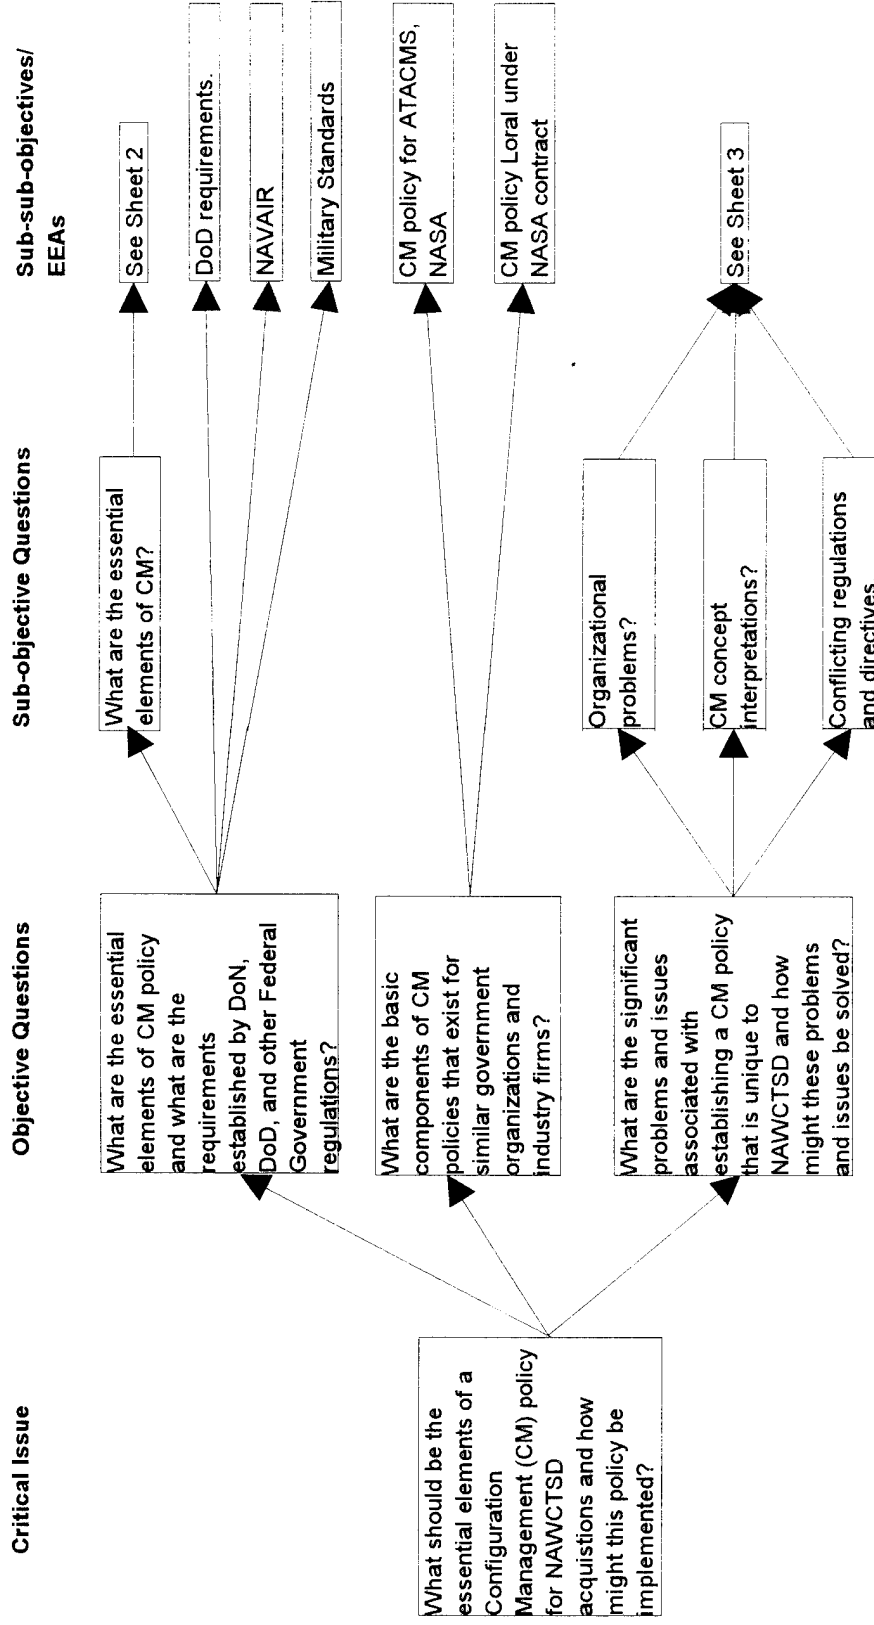 Critical Issue
Objective Questions
Sub-objective Questions
Sub-sub-objectives/
EEAs
What should be the
essential elements of a
Configuration
Management (CM) policy
for NAWCTSD
acquistions and how
might this policy be
implemented?
What are the essential
elements of CM policy
and what are the
requirements
established by DoN,
DoD, and other Federal
Government
regulations?
What are the basic
components of CM
policies that exist for
similar government
organizations and
industry firms?
What are the significant
problems and issues
associated with
establishing a CM policy
that is unique to
NAWCTSD and how
might these problems
and issues be solved?
What are the essential
elements of CM?
Organizational
problems?
CM concept
interpretations?
Conflicting regulations
and directives
See Sheet 2
DoD requirements.
NAVAIR
Military Standards
CM policy for ATACMS,
NASA
CM policy Loral under
NASA contract
See Sheet 3